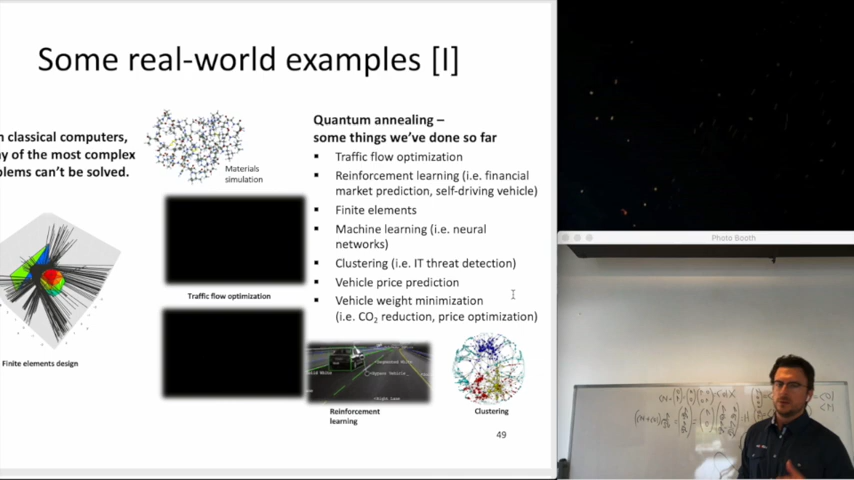 Some real-world examples [I]
n classical computers,
y of the most complex
lems can't be solved.
Materials
simulation
Traffic flow optimization
Finite elements design
Quantum annealing –
some things we've done so far
▪ Traffic flow optimization
▪ Reinforcement learning (i.e. financial
market prediction, self-driving vehicle)
▪ Finite elements
▪ Machine learning (i.e. neural
networks)
▪ Clustering (i.e. IT threat detection)
▪ Vehicle price prediction
▪ Vehicle weight minimization
(i.e. CO₂ reduction, price optimization)
Reinforcement
learning
Clustering
49
Photo Booth